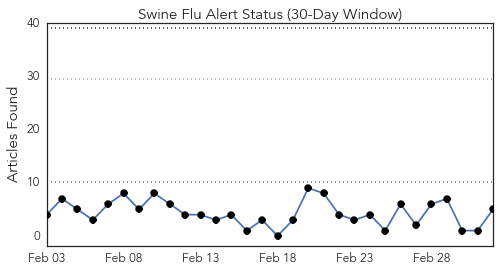 Swine Flu Alert Status (30-Day Window)
Articles Found
40
30
20
10
0
Feb 03
Feb 08
Feb 13
Feb 18
Feb 23
Feb 28